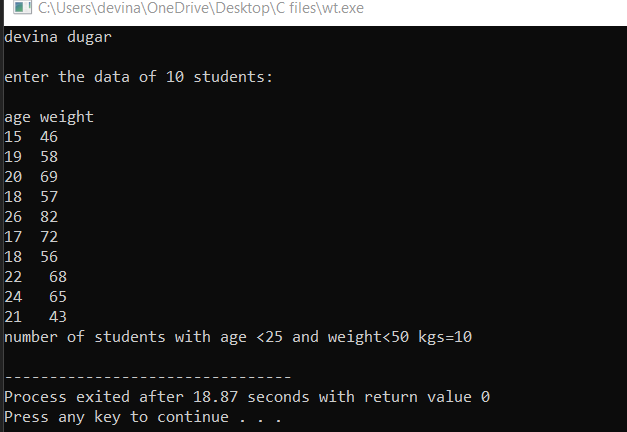 C:\Users\devina\OneDrive\Desktop\C files\wt.exe
devina dugar
enter the data of 10 students:
age weight
15  46
19  58
20  69
18  57
26  82
17  72
18  56
22   68
24   65
21   43
number of students with age <25 and weight<50 kgs=10
--------------------------------
Process exited after 18.87 seconds with return value 0
Press any key to continue . . .